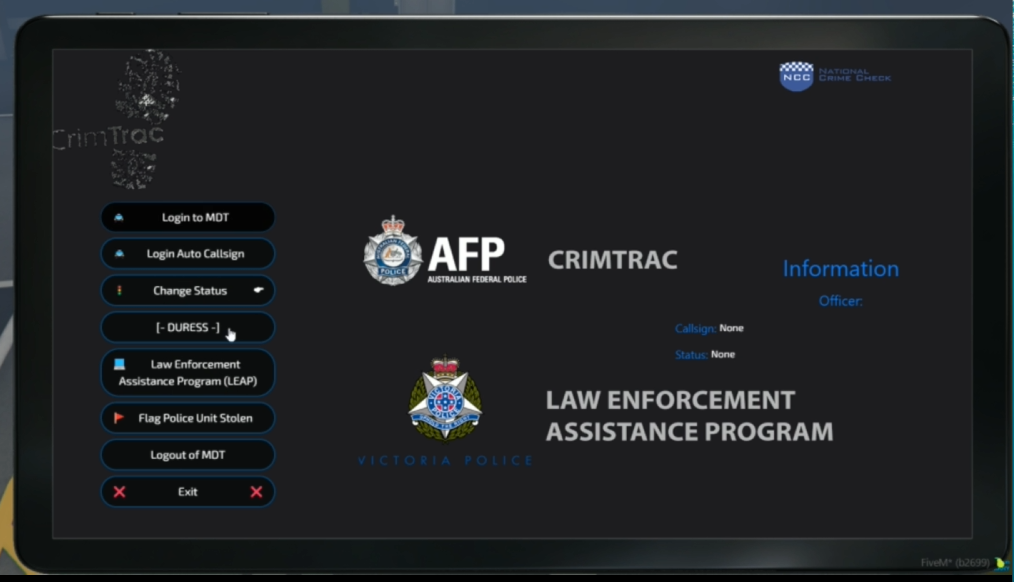 CrimTrac
NCC NATIONAL
CRIME CHECK
Login to MDT
Login Auto Callsign
Change Status
[- DURESS -]
Law Enforcement
Assistance Program (LEAP)
Flag Police Unit Stolen
Logout of MDT
Exit
AFP
AUSTRALIAN FEDERAL POLICE
CRIMTRAC
Information
Officer:
Callsign: None
Status: None
VICTORIA POLICE
LAW ENFORCEMENT
ASSISTANCE PROGRAM
FiveM* (b2699)